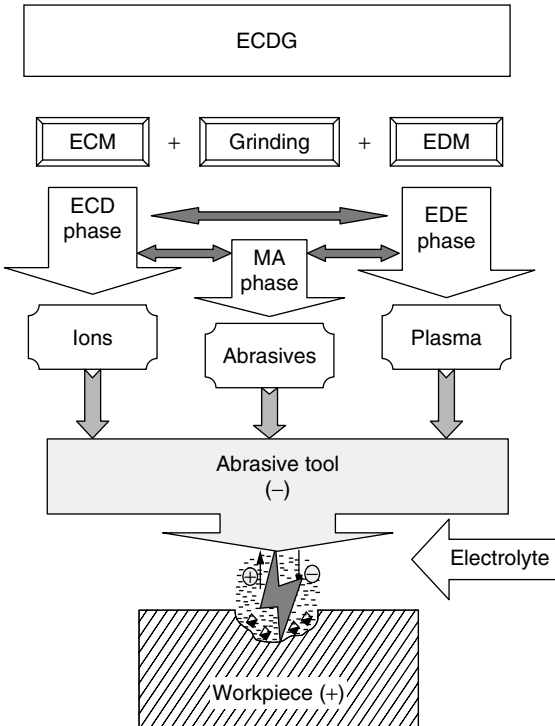 ECDG
ECM + Grinding + EDM
ECD
phase
EDE
phase
MA
phase
Ions
Abrasives
Plasma
Abrasive tool
(−)
Electrolyte
+
−
Workpiece (+)